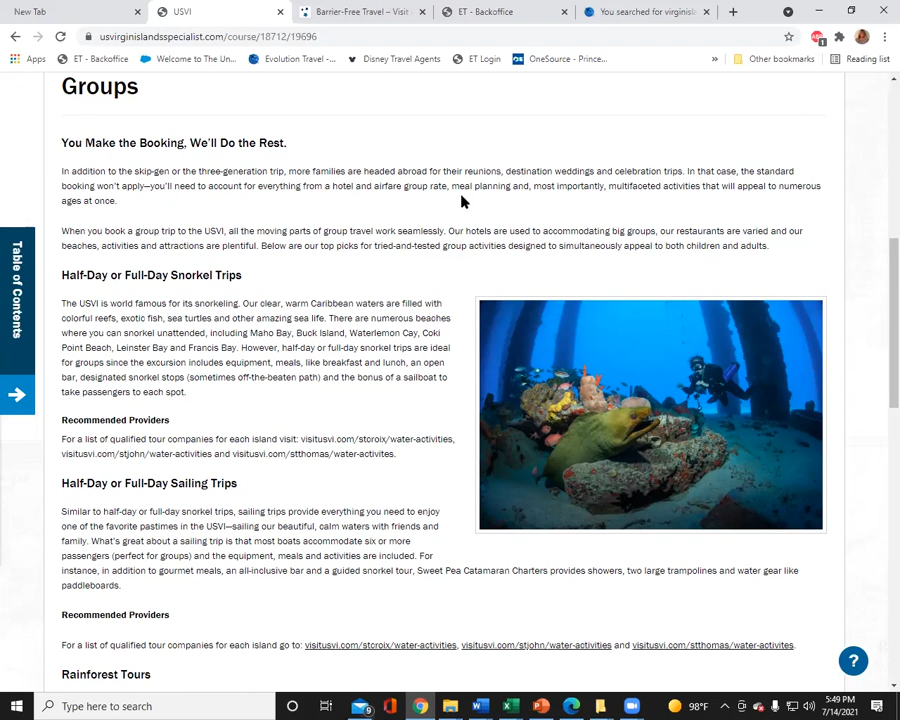 New Tab
USVI
Barrier-Free Travel – Visit
ET - Backoffice
You searched for virginisl
usvirginislandsspecialist.com/course/18712/19696
Apps
ET - Backoffice
Welcome to The Un...
Evolution Travel -...
Disney Travel Agents
ET Login
OneSource - Prince...
»
Other bookmarks
Reading list
Groups
You Make the Booking, We'll Do the Rest.
In addition to the skip-gen or the three-generation trip, more families are headed abroad for their reunions, destination weddings and celebration trips. In that case, the standard
booking won't apply—you'll need to account for everything from a hotel and airfare group rate, meal planning and, most importantly, multifaceted activities that will appeal to numerous
ages at once.
When you book a group trip to the USVI, all the moving parts of group travel work seamlessly. Our hotels are used to accommodating big groups, our restaurants are varied and our
beaches, activities and attractions are plentiful. Below are our top picks for tried-and-tested group activities designed to simultaneously appeal to both children and adults.
Table of Contents
Half-Day or Full-Day Snorkel Trips
The USVI is world famous for its snorkeling. Our clear, warm Caribbean waters are filled with
colorful reefs, exotic fish, sea turtles and other amazing sea life. There are numerous beaches
where you can snorkel unattended, including Maho Bay, Buck Island, Waterlemon Cay, Coki
Point Beach, Leinster Bay and Francis Bay. However, half-day or full-day snorkel trips are ideal
for groups since the excursion includes equipment, meals, like breakfast and lunch, an open
bar, designated snorkel stops (sometimes off-the-beaten path) and the bonus of a sailboat to
take passengers to each spot.
Recommended Providers
For a list of qualified tour companies for each island visit: visitusvi.com/stcroix/water-activities,
visitusvi.com/stjohn/water-activities and visitusvi.com/stthomas/water-activites.
Half-Day or Full-Day Sailing Trips
Similar to half-day or full-day snorkel trips, sailing trips provide everything you need to enjoy
one of the favorite pastimes in the USVI—sailing our beautiful, calm waters with friends and
family. What's great about a sailing trip is that most boats accommodate six or more
passengers (perfect for groups) and the equipment, meals and activities are included. For
instance, in addition to gourmet meals, an all-inclusive bar and a guided snorkel tour, Sweet Pea Catamaran Charters provides showers, two large trampolines and water gear like
paddleboards.
Recommended Providers
For a list of qualified tour companies for each island go to: visitusvi.com/stcroix/water-activities, visitusvi.com/stjohn/water-activities and visitusvi.com/stthomas/water-activites.
Rainforest Tours
?
Type here to search
9
98°F
5:49 PM
7/14/2021